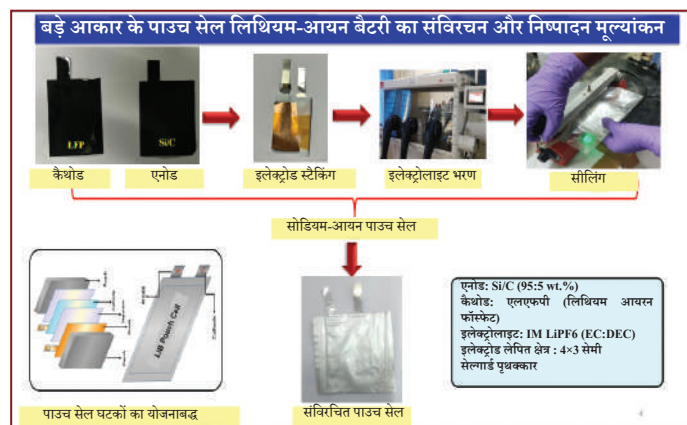 बड़े आकार के पाउच सेल लिथियम-आयन बैटरी का संविरचन और निष्पादन मूल्यांकन
LFP
Si/C
कैथोड
एनोड
इलेक्ट्रोड स्टैकिंग
इलेक्ट्रोलाइट भरण
सीलिंग
सोडियम-आयन पाउच सेल
LIB Pouch Cell
पाउच सेल घटकों का योजनाबद्ध
संविरचित पाउच सेल
एनोड: Si/C (95:5 wt.%)
कैथोड: एलएफपी (लिथियम आयरन
फॉस्फेट)
इलेक्ट्रोलाइट: IM LiPF6 (EC:DEC)
इलेक्ट्रोड लेपित क्षेत्र : 4×3 सेमी
सेल्गार्ड पृथक्कार
4